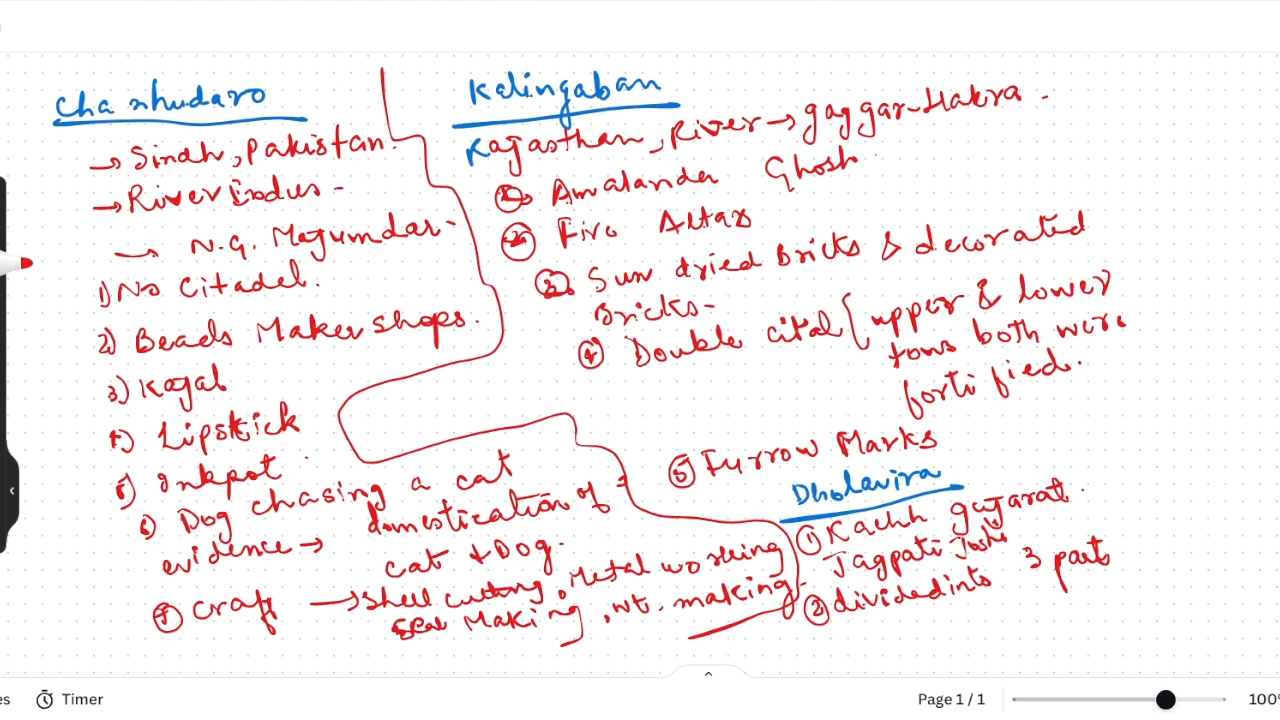 Chanhudaro
→ Sindh, Pakistan.
→ River Indus -
→ N.G. Majumdar -
1) No Citadel.
2) Beads Maker shops.
3) Kajal
4) Lipstick
5) Inkpot
6) Dog chasing a cat
evidence → domestication of
cat + Dog.
7) Craft → Shell cutting, Metal working
Seal Making, wt. making
Kalingaban
Rajasthan, River → gaggar-Hakra.
1 Amalanda Ghosh
2 Fire Altar
3 Sun dried Bricks & decorated
Bricks -
4 Double cital { upper & lower
towns both were
fortified.
5 Furrow Marks
Dholavira
1 Kachh gujarat.
Jagpati Joshi
2 divided into 3 parts
Timer
Page 1 / 1